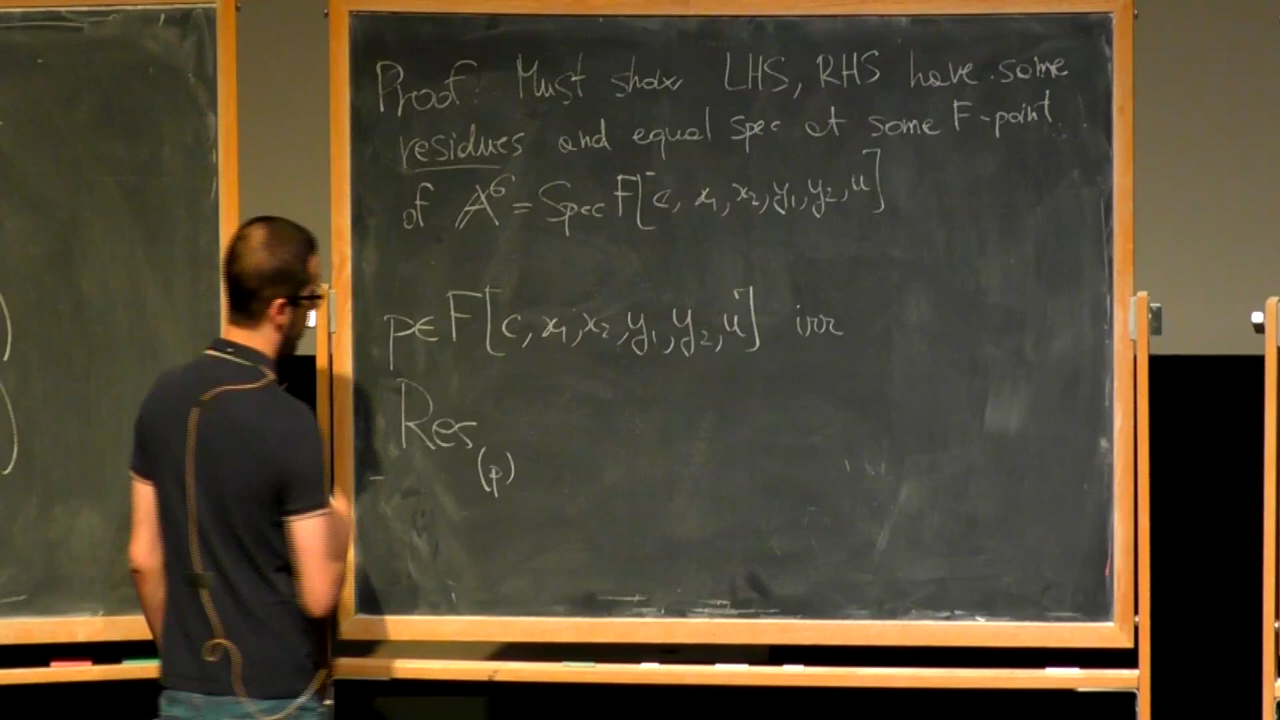 Proof: Must show LHS, RHS have same
residues and equal spec at some F-point
of A⁶ = Spec F[c, x₁, x₂, y₁, y₂, u]
p∈F[c, x₁, x₂, y₁, y₂, u] irr
Res₍ₚ₎